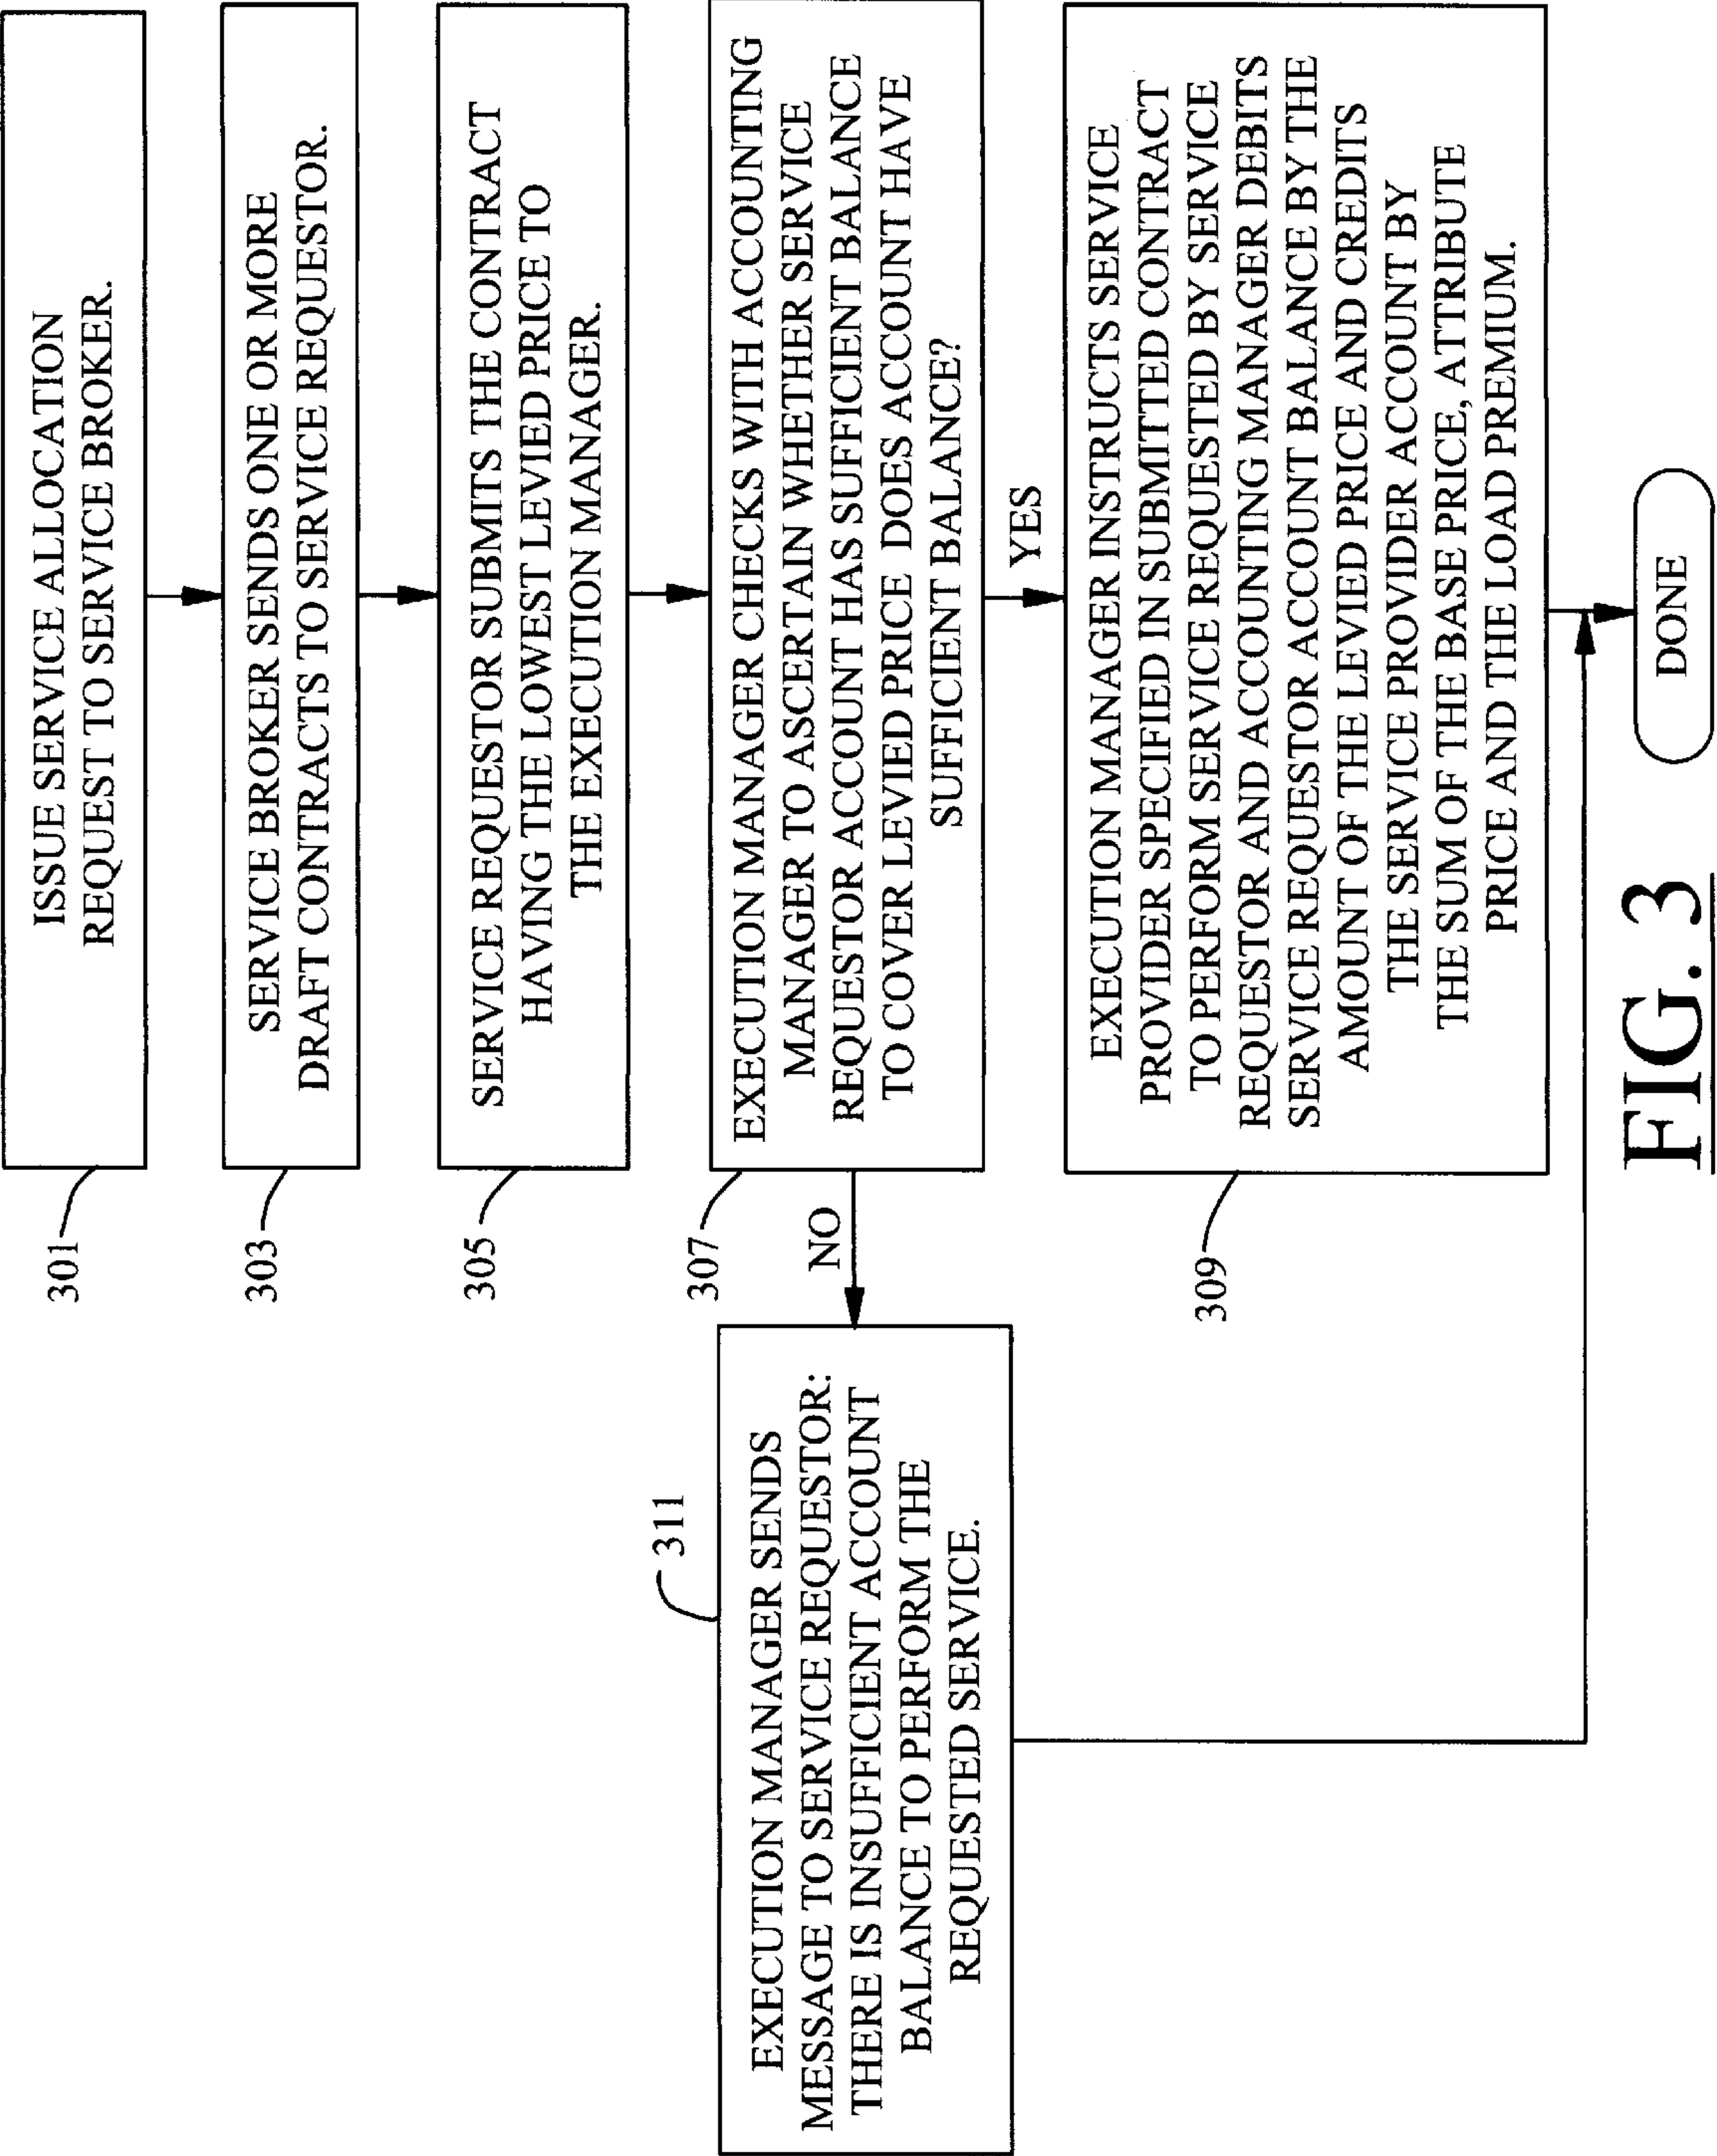 ISSUE SERVICE ALLOCATION
REQUEST TO SERVICE BROKER.
301
SERVICE BROKER SENDS ONE OR MORE
DRAFT CONTRACTS TO SERVICE REQUESTOR.
303
SERVICE REQUESTOR SUBMITS THE CONTRACT
HAVING THE LOWEST LEVIED PRICE TO
THE EXECUTION MANAGER.
305
EXECUTION MANAGER CHECKS WITH ACCOUNTING
MANAGER TO ASCERTAIN WHETHER SERVICE
REQUESTOR ACCOUNT HAS SUFFICIENT BALANCE
TO COVER LEVIED PRICE DOES ACCOUNT HAVE
SUFFICIENT BALANCE?
307
NO
YES
311
EXECUTION MANAGER SENDS
MESSAGE TO SERVICE REQUESTOR:
THERE IS INSUFFICIENT ACCOUNT
BALANCE TO PERFORM THE
REQUESTED SERVICE.
EXECUTION MANAGER INSTRUCTS SERVICE
PROVIDER SPECIFIED IN SUBMITTED CONTRACT
TO PERFORM SERVICE REQUESTED BY SERVICE
REQUESTOR AND ACCOUNTING MANAGER DEBITS
SERVICE REQUESTOR ACCOUNT BALANCE BY THE
AMOUNT OF THE LEVIED PRICE AND CREDITS
THE SERVICE PROVIDER ACCOUNT BY
THE SUM OF THE BASE PRICE, ATTRIBUTE
PRICE AND THE LOAD PREMIUM.
309
DONE
FIG. 3